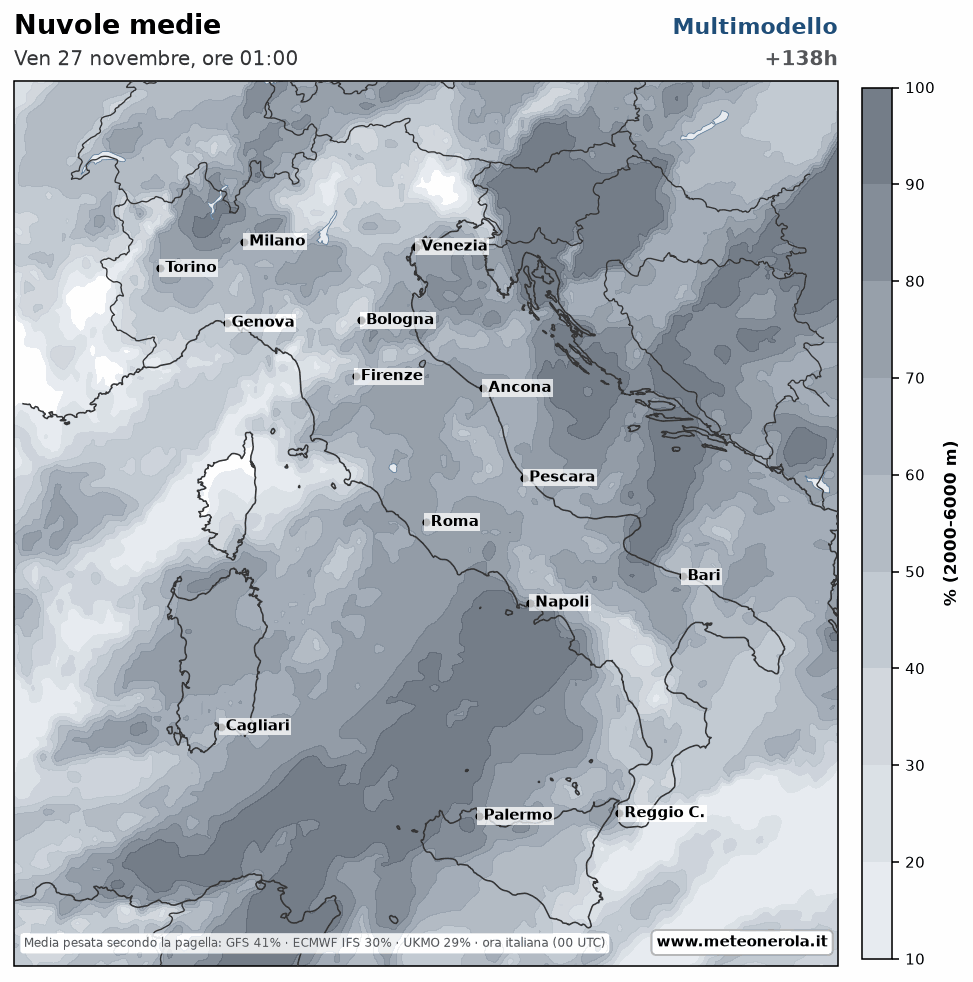 Nuvole medie
Multimodello
Ven 27 novembre, ore 01:00
+138h
Milano
Venezia
Torino
Genova
Bologna
Firenze
Ancona
Pescara
Roma
Bari
Napoli
Cagliari
Palermo
Reggio C.
100
90
80
70
60
50
40
30
20
10
% (2000-6000 m)
Media pesata secondo la pagella: GFS 41% · ECMWF IFS 30% · UKMO 29% · ora italiana (00 UTC)
www.meteonerola.it